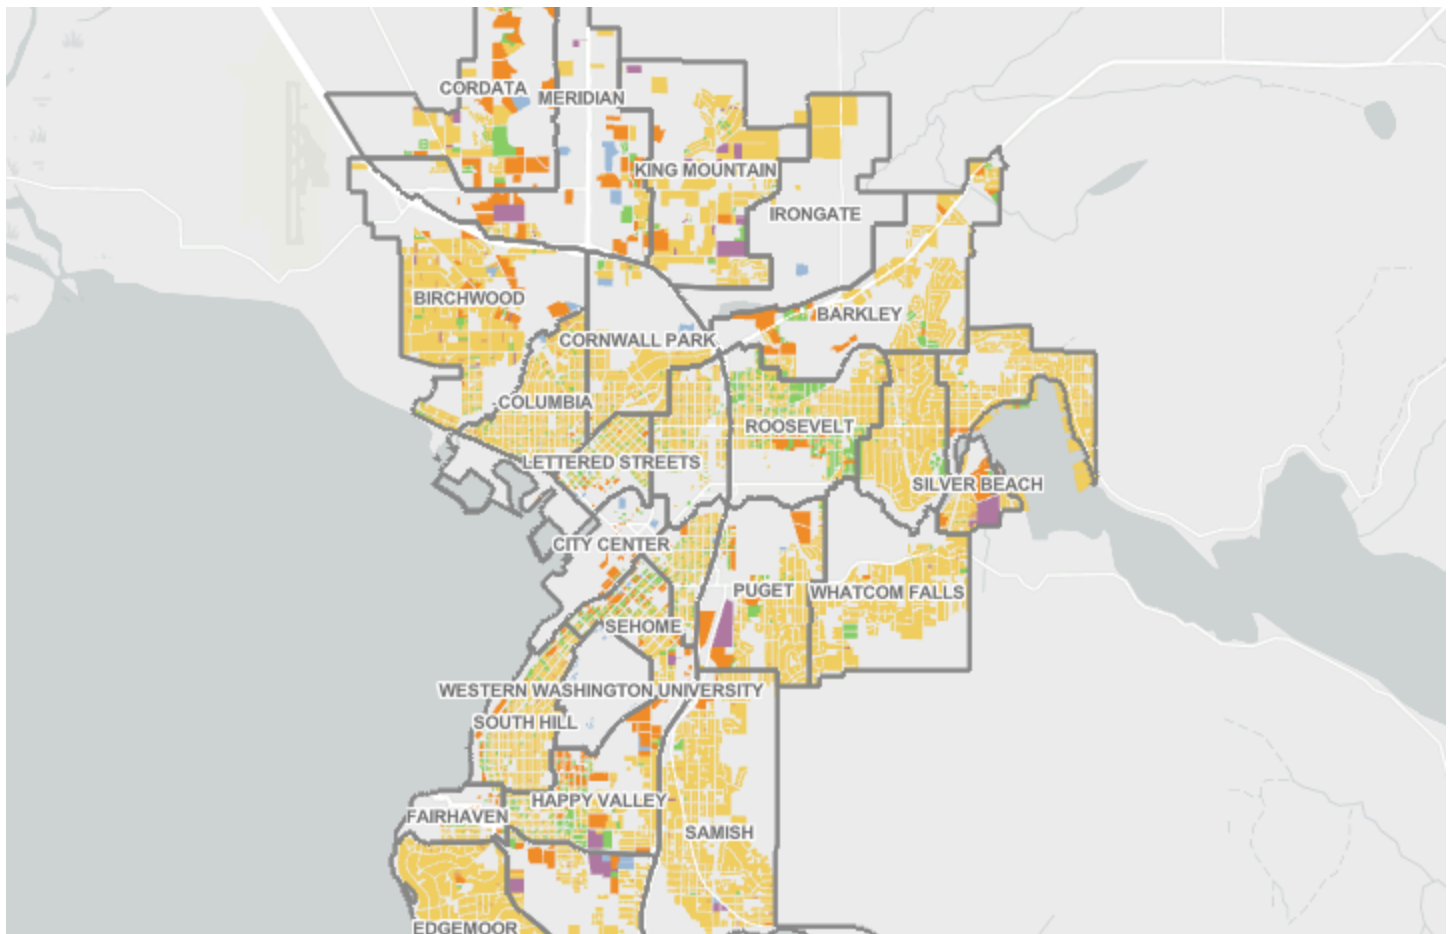 CORDATA
MERIDIAN
KING MOUNTAIN
IRONGATE
BIRCHWOOD
BARKLEY
CORNWALL PARK
COLUMBIA
ROOSEVELT
LETTERED STREETS
SILVER BEACH
CITY CENTER
PUGET
WHATCOM FALLS
SEHOME
WESTERN WASHINGTON UNIVERSITY
SOUTH HILL
HAPPY VALLEY
FAIRHAVEN
SAMISH
EDGEMOOR